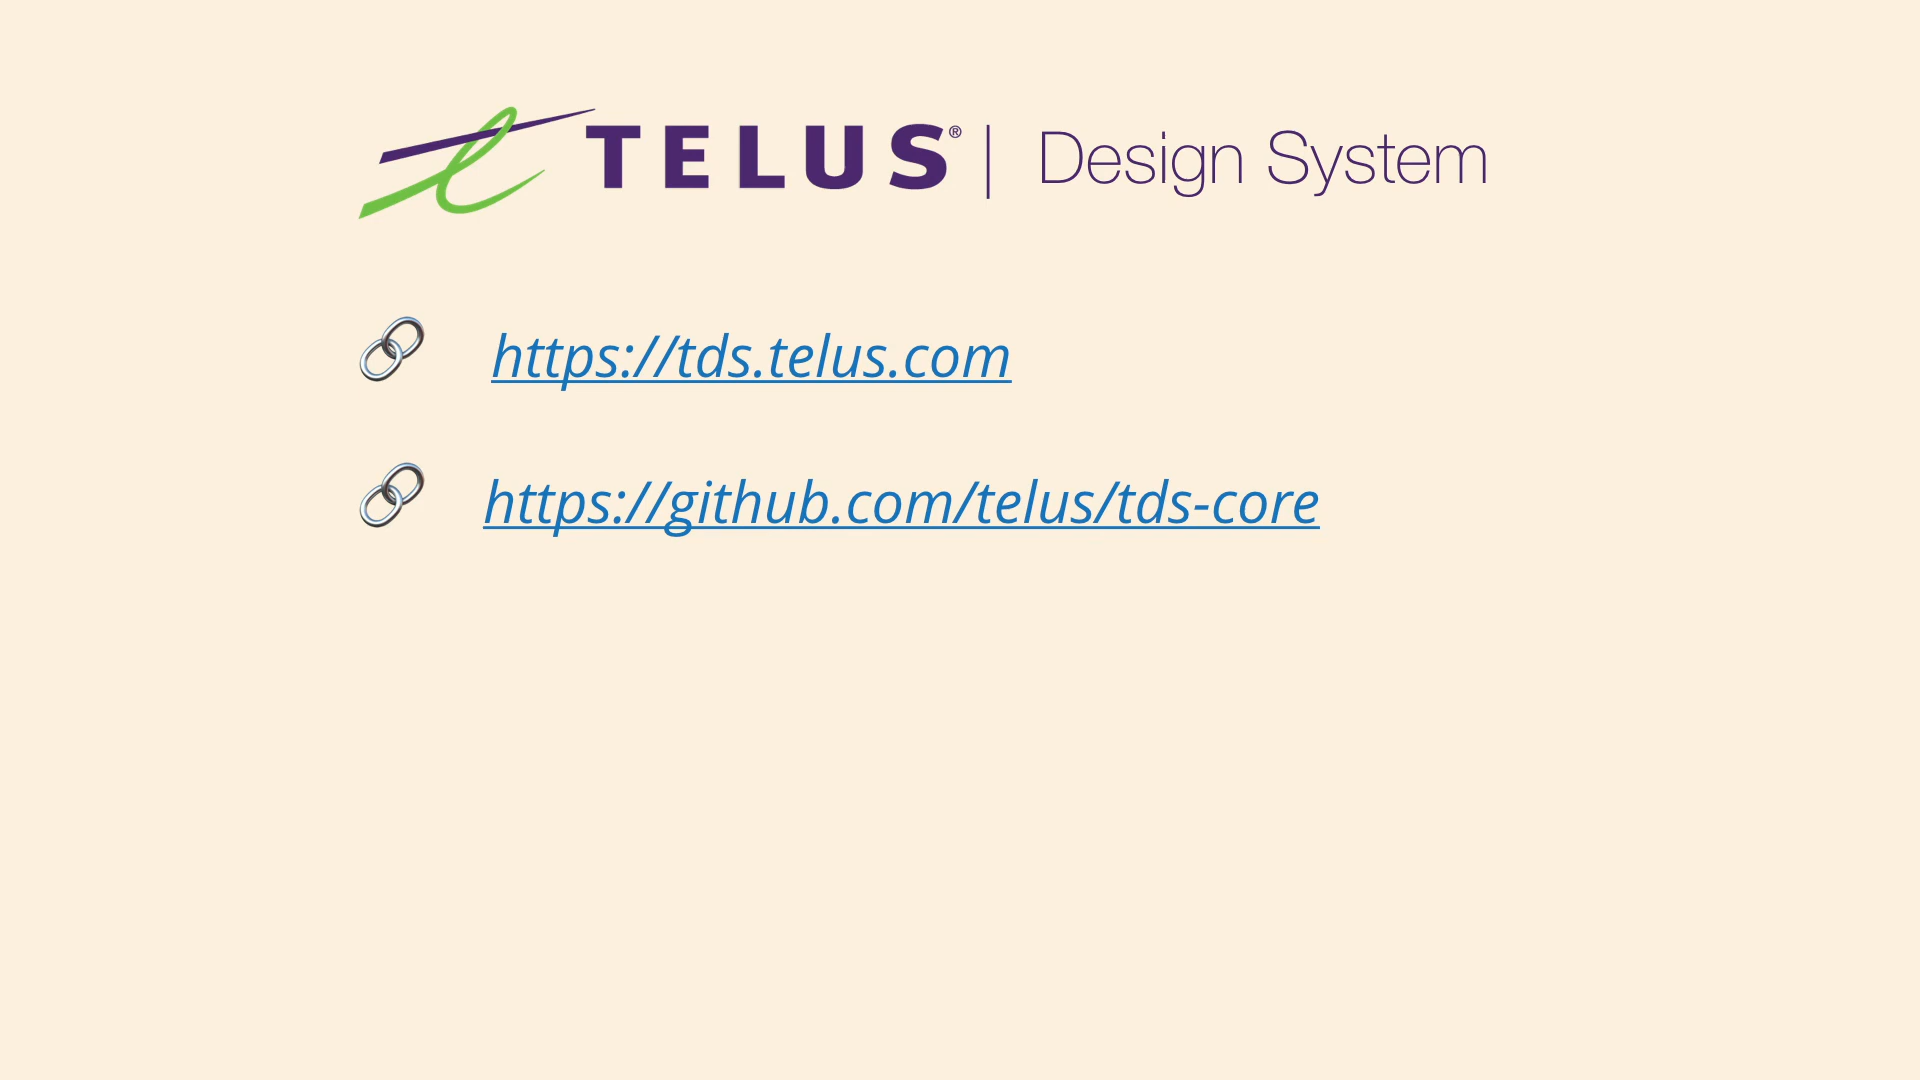 TELUS® | Design System
🔗 https://tds.telus.com
🔗 https://github.com/telus/tds-core